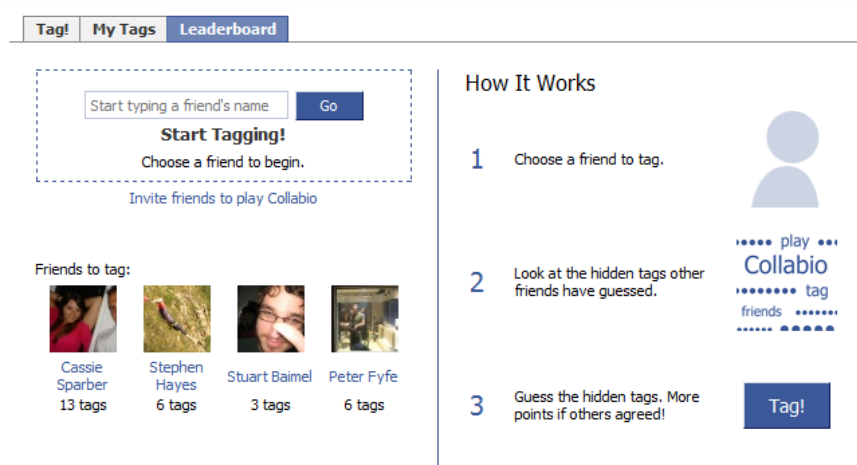 Tag!
My Tags
Leaderboard
Start typing a friend's name
Go
Start Tagging!
Choose a friend to begin.
Invite friends to play Collabio
Friends to tag:
Cassie
Sparber
13 tags
Stephen
Hayes
6 tags
Stuart Baimel
3 tags
Peter Fyfe
6 tags
How It Works
1
Choose a friend to tag.
2
Look at the hidden tags other
friends have guessed.
play
Collabio
tag
friends
3
Guess the hidden tags. More
points if others agreed!
Tag!